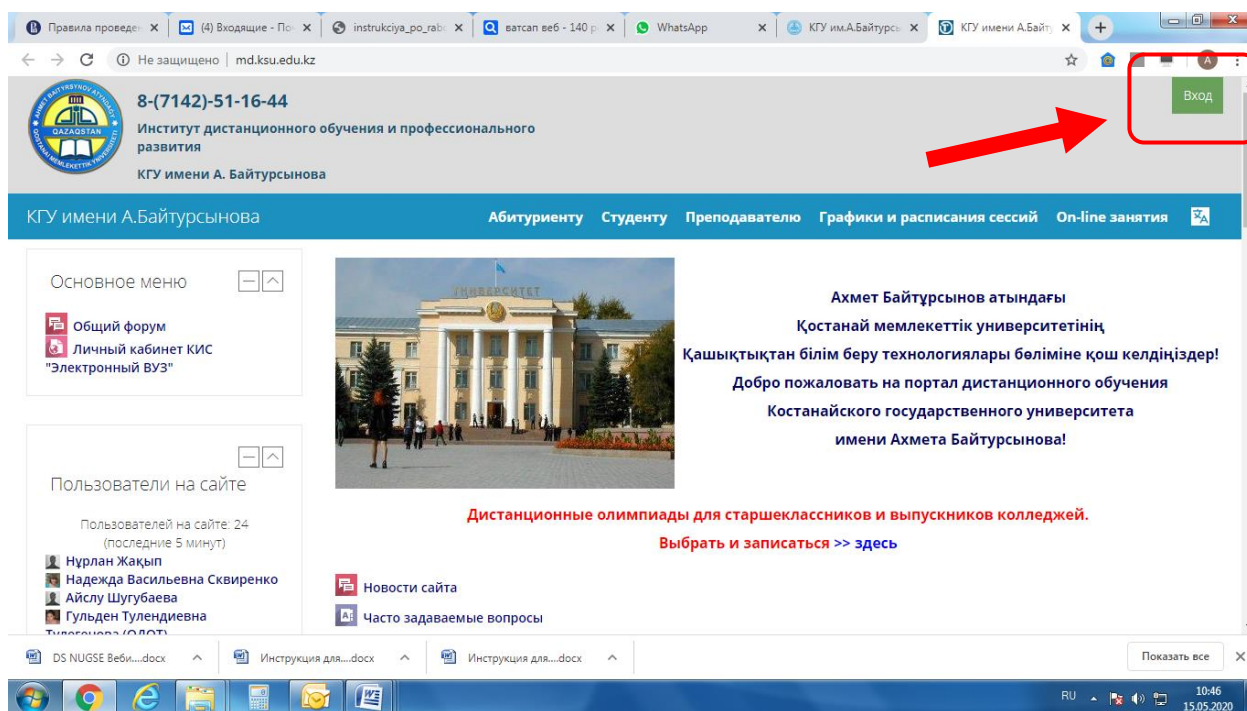 Правила проведе
(4) Входящие - По
instrukciya_po_rabo
ватсап веб - 140 р
WhatsApp
КГУ им.А.Байтурсы
КГУ имени А.Байту
Не защищено | md.ksu.edu.kz
A
8-(7142)-51-16-44
Вход
Институт дистанционного обучения и профессионального
развития
КГУ имени А. Байтурсынова
QAZAQSTAN
КГУ имени А.Байтурсынова
Абитуриенту Студенту Преподавателю Графики и расписания сессий On-line занятия
Основное меню
Общий форум
Личный кабинет КИС
"Электронный ВУЗ"
УНИВЕРСИТЕТ
Ахмет Байтұрсынов атындағы
Қостанай мемлекеттік университетінің
Қашықтықтан білім беру технологиялары бөліміне қош келдіңіздер!
Добро пожаловать на портал дистанционного обучения
Костанайского государственного университета
имени Ахмета Байтурсынова!
Пользователи на сайте
Пользователей на сайте: 24
(последние 5 минут)
Нұрлан Жақып
Надежда Васильевна Сквиренко
Айслу Шугубаева
Гульден Тулендиевна
Дистанционные олимпиады для старшеклассников и выпускников колледжей.
Выбрать и записаться >> здесь
Новости сайта
Часто задаваемые вопросы
DS NUGSE Веби....docx
Инструкция для....docx
Инструкция для....docx
Показать все
RU
10:46
15.05.2020